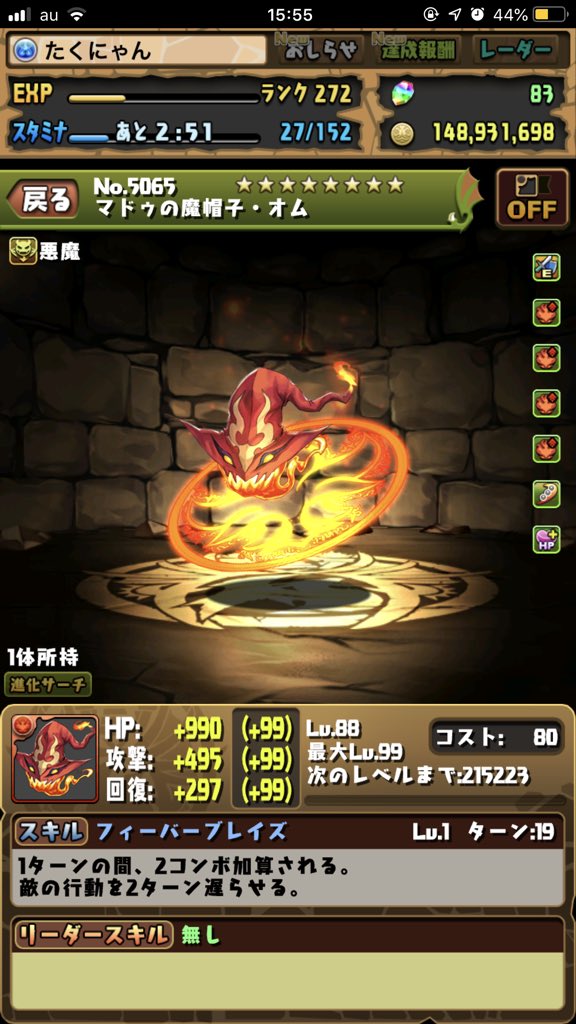 au 15:55 44%
たくにゃん New おしらせ New 達成報酬 レーダー
EXP ランク 272 83
スタミナ あと 2:51 27/152 148,931,698
戻る No.5065 ★★★★★★★★ OFF
マドゥの魔帽子・オム
悪魔
E
HP
1体所持
進化サーチ
HP: +990 (+99) Lv.88 コスト: 80
攻撃: +495 (+99) 最大Lv.99
回復: +297 (+99) 次のレベルまで:215223
スキル フィーバーブレイズ Lv.1 ターン:19
1ターンの間、2コンボ加算される。
敵の行動を2ターン遅らせる。
リーダースキル 無し